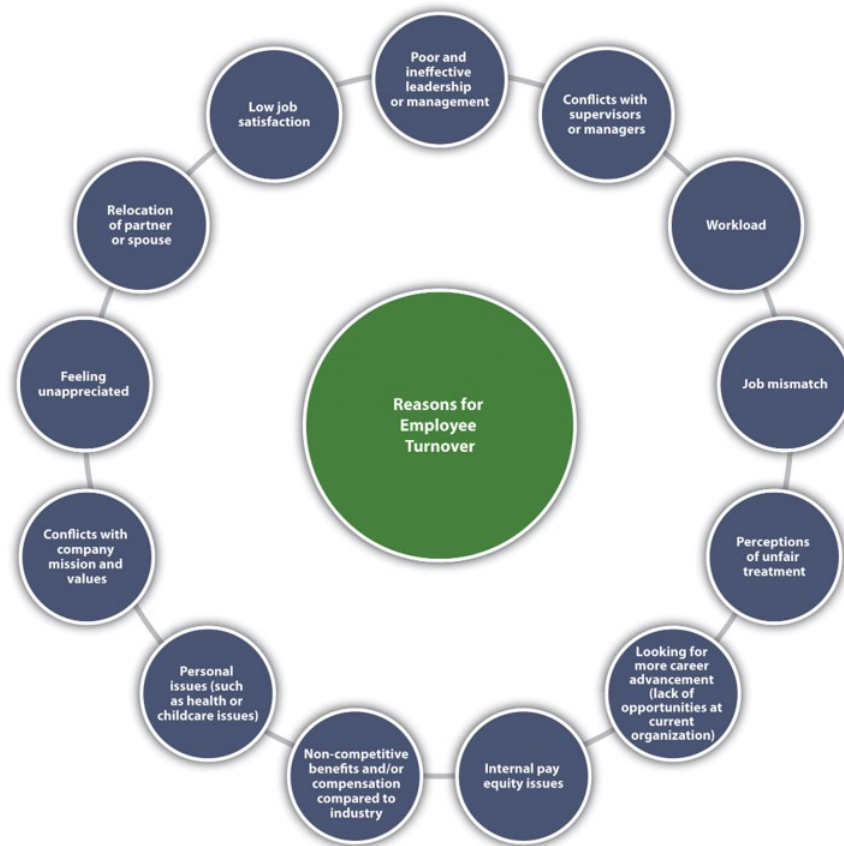 Poor and
ineffective
leadership
or management
Conflicts with
supervisors
or managers
Workload
Job mismatch
Perceptions
of unfair
treatment
Looking for
more career
advancement
(lack of
opportunities at
current
organization)
Internal pay
equity issues
Non-competitive
benefits and/or
compensation
compared to
industry
Personal
issues (such
as health or
childcare issues)
Conflicts with
company
mission and
values
Feeling
unappreciated
Relocation
of partner
or spouse
Low job
satisfaction
Reasons for
Employee
Turnover